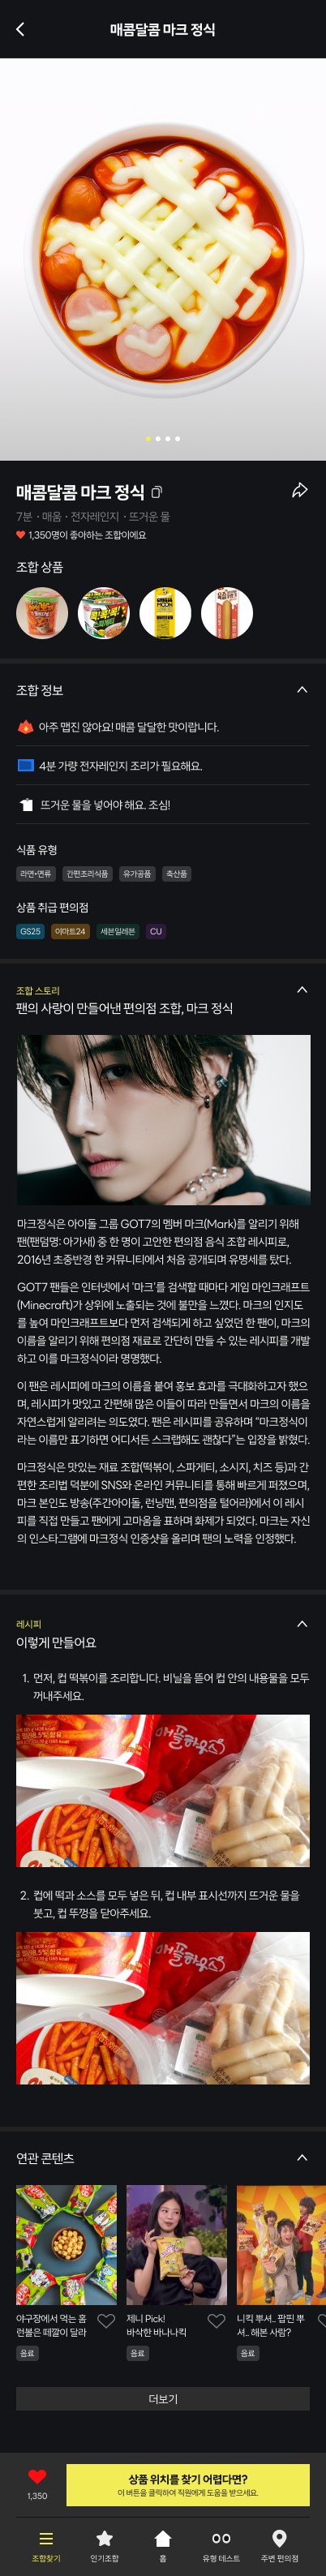 매콤달콤 마크 정식
매콤달콤 마크 정식
7분 · 매움 · 전자레인지 · 뜨거운 물
1,350명이 좋아하는 조합이에요
조합 상품
조합 정보
아주 맵진 않아요! 매콤 달달한 맛이랍니다.
4분 가량 전자레인지 조리가 필요해요.
뜨거운 물을 넣어야 해요. 조심!
식품 유형
라면•면류 간편조리식품 유가공품 축산품
상품 취급 편의점
GS25 이마트24 세븐일레븐 CU
조합 스토리
팬의 사랑이 만들어낸 편의점 조합, 마크 정식
마크정식은 아이돌 그룹 GOT7의 멤버 마크(Mark)를 알리기 위해
팬(팬덤명: 아가새) 중 한 명이 고안한 편의점 음식 조합 레시피로,
2016년 초중반경 한 커뮤니티에서 처음 공개되며 유명세를 탔다.
GOT7 팬들은 인터넷에서 '마크'를 검색할 때마다 게임 마인크래프트
(Minecraft)가 상위에 노출되는 것에 불만을 느꼈다. 마크의 인지도
를 높여 마인크래프트보다 먼저 검색되게 하고 싶었던 한 팬이, 마크의
이름을 알리기 위해 편의점 재료로 간단히 만들 수 있는 레시피를 개발
하고 이를 마크정식이라 명명했다.
이 팬은 레시피에 마크의 이름을 붙여 홍보 효과를 극대화하고자 했으
며, 레시피가 맛있고 간편해 많은 이들이 따라 만들면서 마크의 이름을
자연스럽게 알리려는 의도였다. 팬은 레시피를 공유하며 “마크정식이
라는 이름만 표기하면 어디서든 스크랩해도 괜찮다”는 입장을 밝혔다.
마크정식은 맛있는 재료 조합(떡볶이, 스파게티, 소시지, 치즈 등)과 간
편한 조리법 덕분에 SNS와 온라인 커뮤니티를 통해 빠르게 퍼졌으며,
마크 본인도 방송(주간아이돌, 런닝맨, 편의점을 털어라)에서 이 레시
피를 직접 만들고 팬에게 고마움을 표하며 화제가 되었다. 마크는 자신
의 인스타그램에 마크정식 인증샷을 올리며 팬의 노력을 인정했다.
레시피
이렇게 만들어요
1. 먼저, 컵 떡볶이를 조리합니다. 비닐을 뜯어 컵 안의 내용물을 모두
꺼내주세요.
애플하우스
2. 컵에 떡과 소스를 모두 넣은 뒤, 컵 내부 표시선까지 뜨거운 물을
붓고, 컵 뚜껑을 닫아주세요.
애플하우스
연관 콘텐츠
야구장에서 먹는 홈
런볼은 떼깔이 달라
음료
제니 Pick!
바삭한 바나나킥
음료
니킥 뿌셔.. 팝핀 뿌
셔.. 해본 사람?
음료
더보기
1,350
상품 위치를 찾기 어렵다면?
이 버튼을 클릭하여 직원에게 도움을 받으세요.
조합찾기 인기조합 홈 유형 테스트 주변 편의점